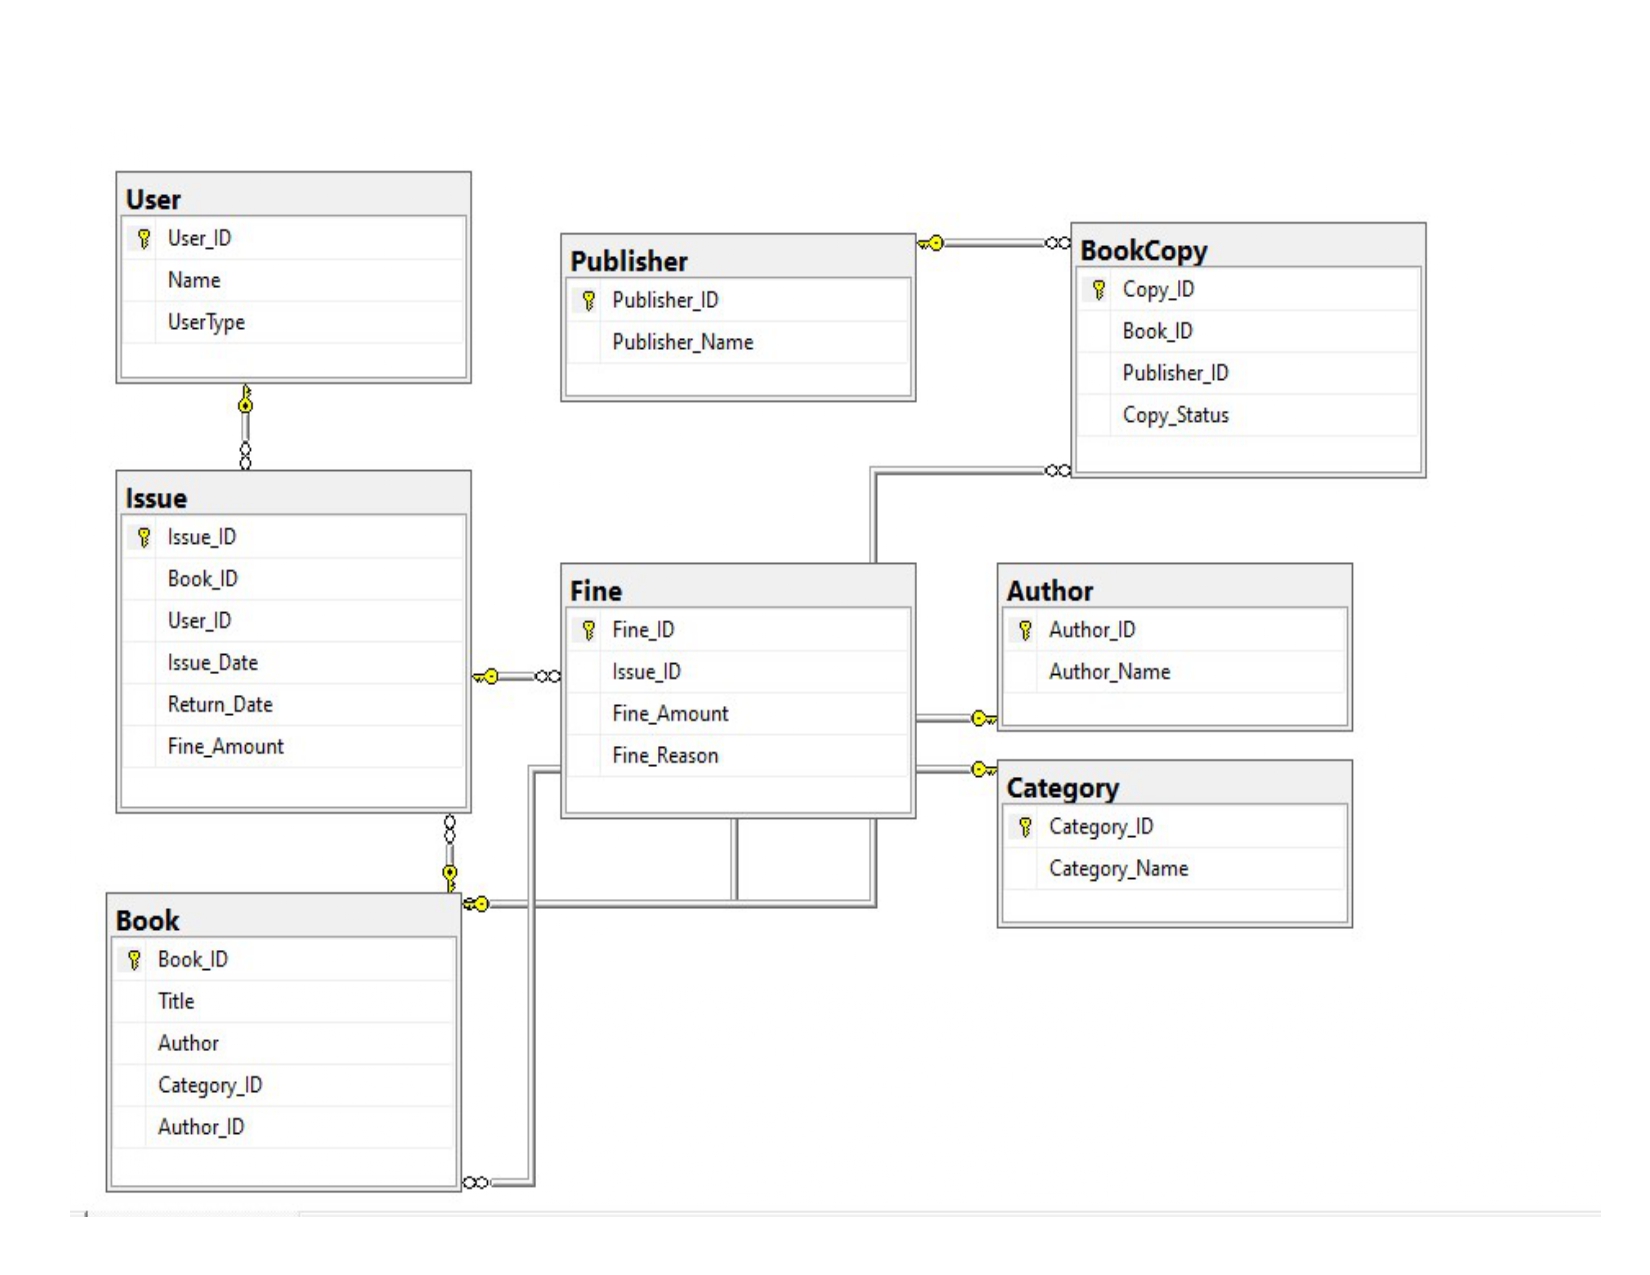 User
User_ID
Name
UserType
Publisher
Publisher_ID
Publisher_Name
BookCopy
Copy_ID
Book_ID
Publisher_ID
Copy_Status
Issue
Issue_ID
Book_ID
User_ID
Issue_Date
Return_Date
Fine_Amount
Fine
Fine_ID
Issue_ID
Fine_Amount
Fine_Reason
Author
Author_ID
Author_Name
Category
Category_ID
Category_Name
Book
Book_ID
Title
Author
Category_ID
Author_ID